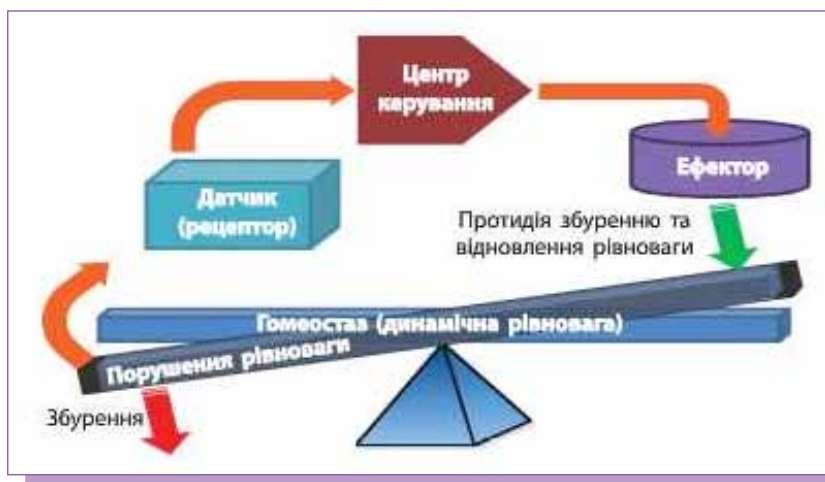 Центр
керування
Ефектор
Датчик
(рецептор)
Протидія збуренню та
відновлення рівноваги
Гомеостаз (динамічна рівновага)
Порушення рівноваги
Збурення